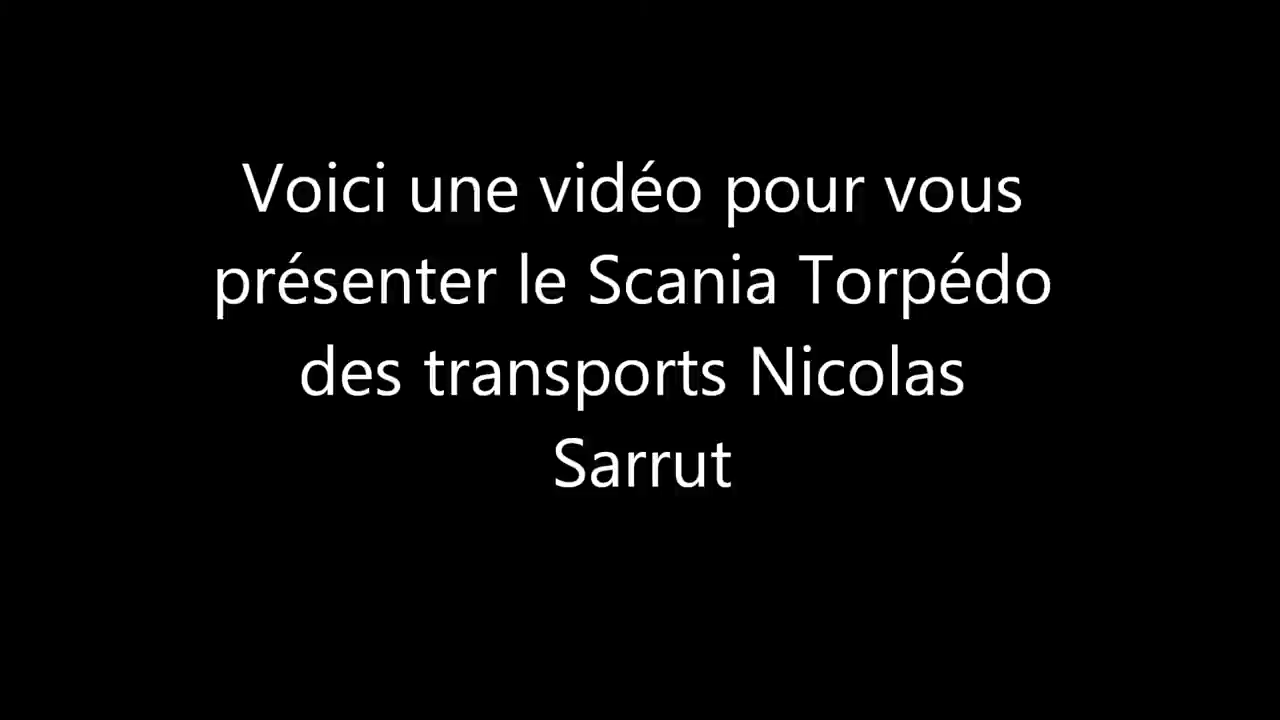 Voici une vidéo pour vous
présenter le Scania Torpédo
des transports Nicolas
Sarrut